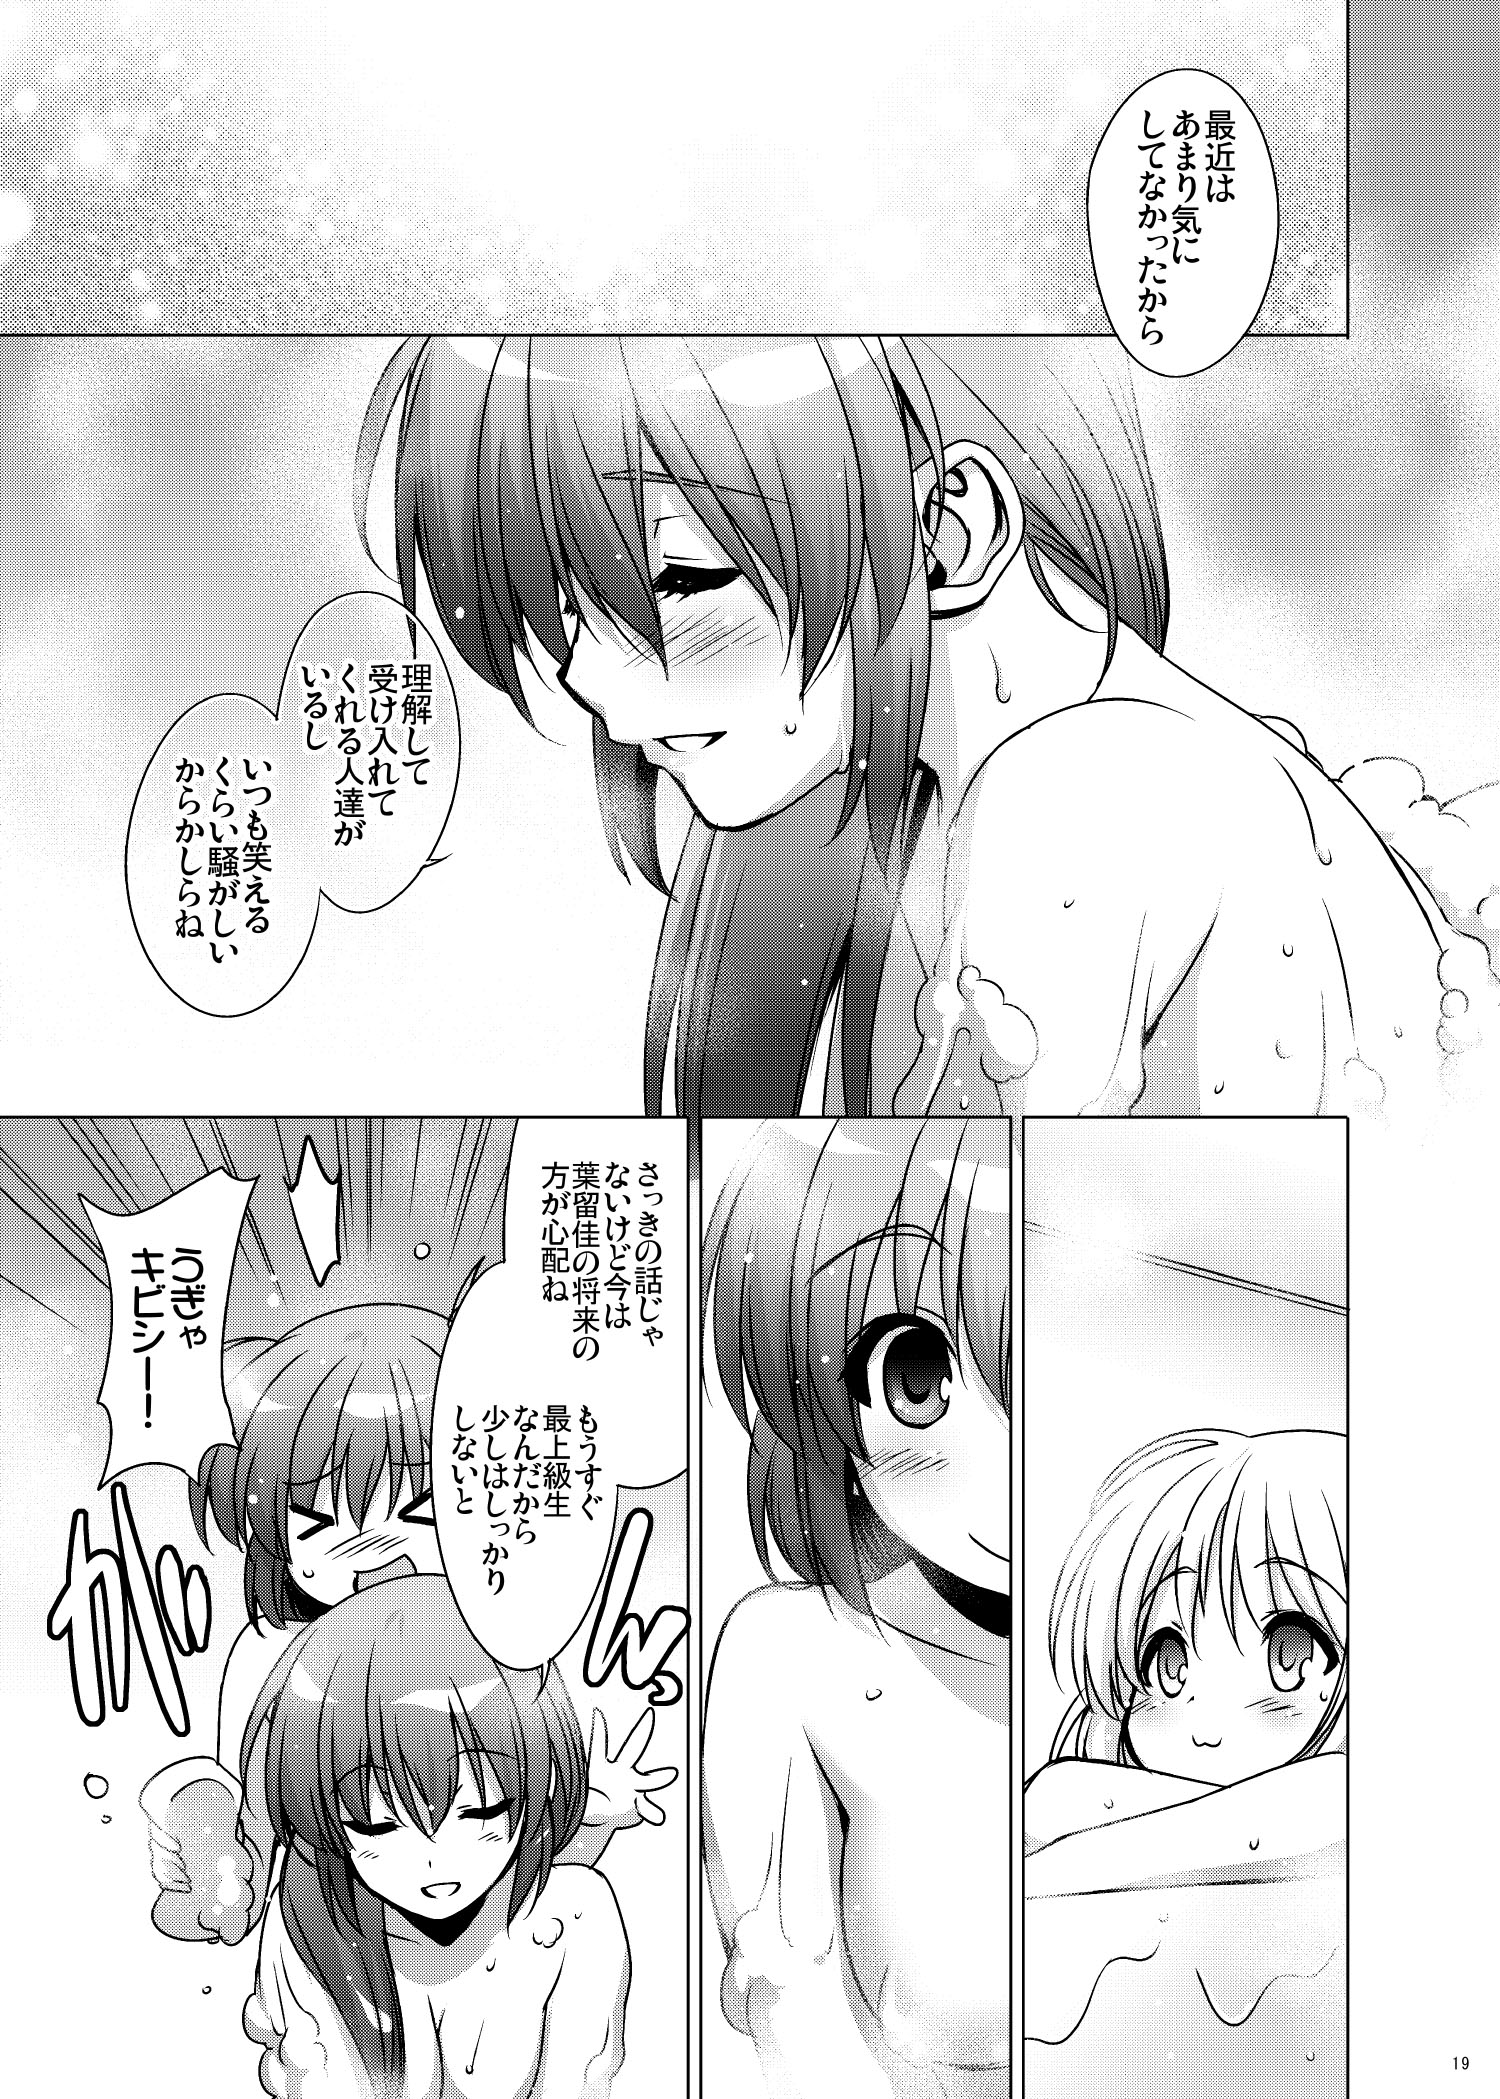 最近は
あまり気に
してなかったから
理解して
受け入れて
くれる人達が
いるし
いつも笑える
くらい騒がしい
からかしらね
さっきの話じゃ
ないけど今は
葉留佳の将来の
方が心配ね
もうすぐ
最上級生
なんだから
少しはしっかり
しないと
うぎゃ
キビシー！
がん
19